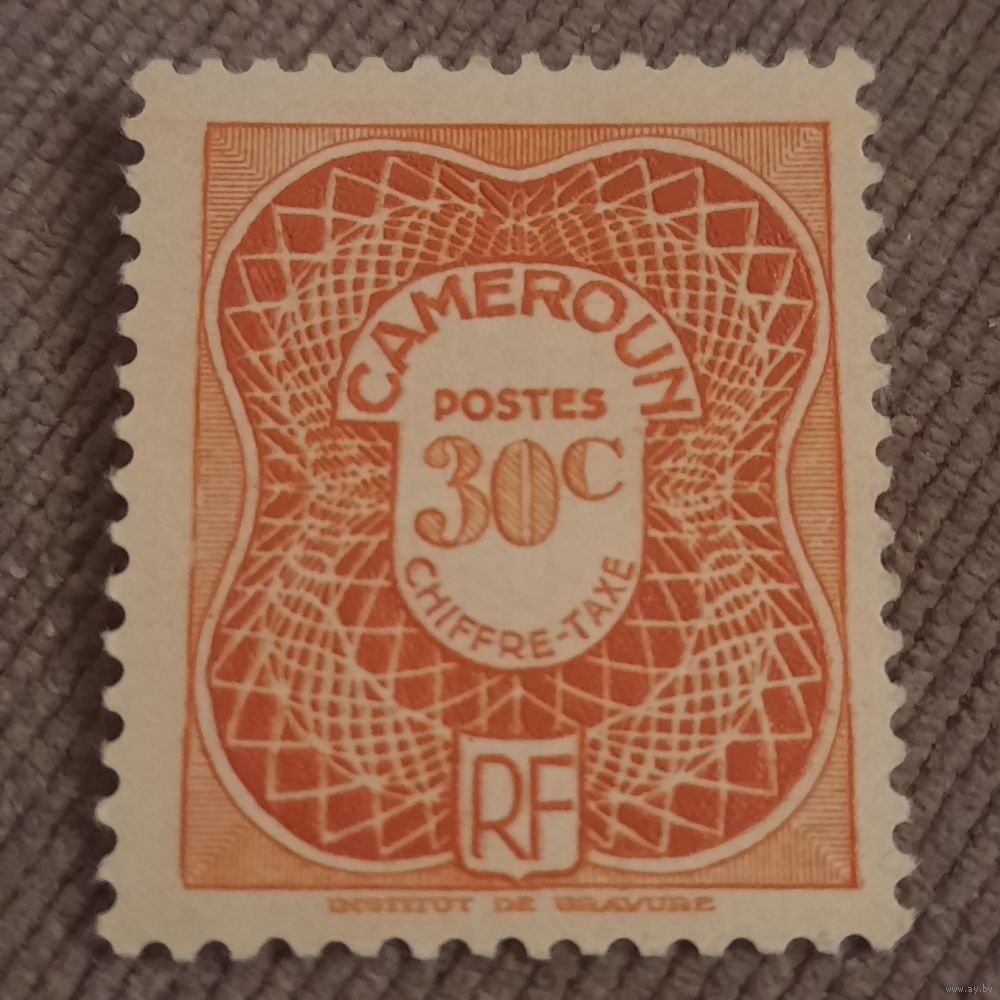 CAMEROUN
POSTES
30c
CHIFFRE-TAXE
RF
INSTITUT DE GRAVURE
www.ay.by